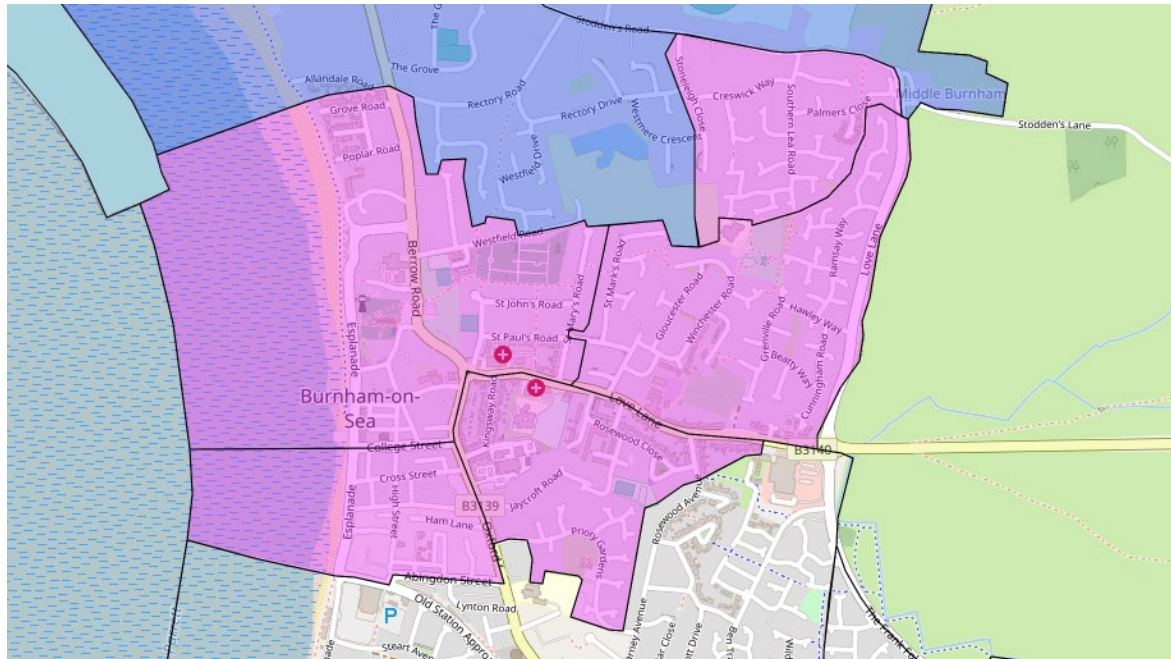 Stodden's Road
The Grove
Allandale Road
Grove Road
Rectory Road
Rectory Drive
Westmere Crescent
Stoneleigh Close
Creswick Way
Southern Lea Road
Palmers Close
Middle Burnham
Stodden's Lane
Poplar Road
Westfield Road
Berrow Road
St John's Road
St Mary's Road
St Mark's Road
St Paul's Road
Gloucester Road
Winchester Road
Grenville Road
Ramsay Way
Love Lane
Hawley Way
Beatty Way
Cunningham Road
Esplanade
Burnham-on-
Sea
Kingsway Road
Love Lane
Rosewood Close
College Street
B3140
Cross Street
High Street
Esplanade
B3139
Jaycroft Road
Ham Lane
Oxford
Rosewood Avenue
Priory Gardens
Abingdon Street
Lynton Road
P
Old Station Approa